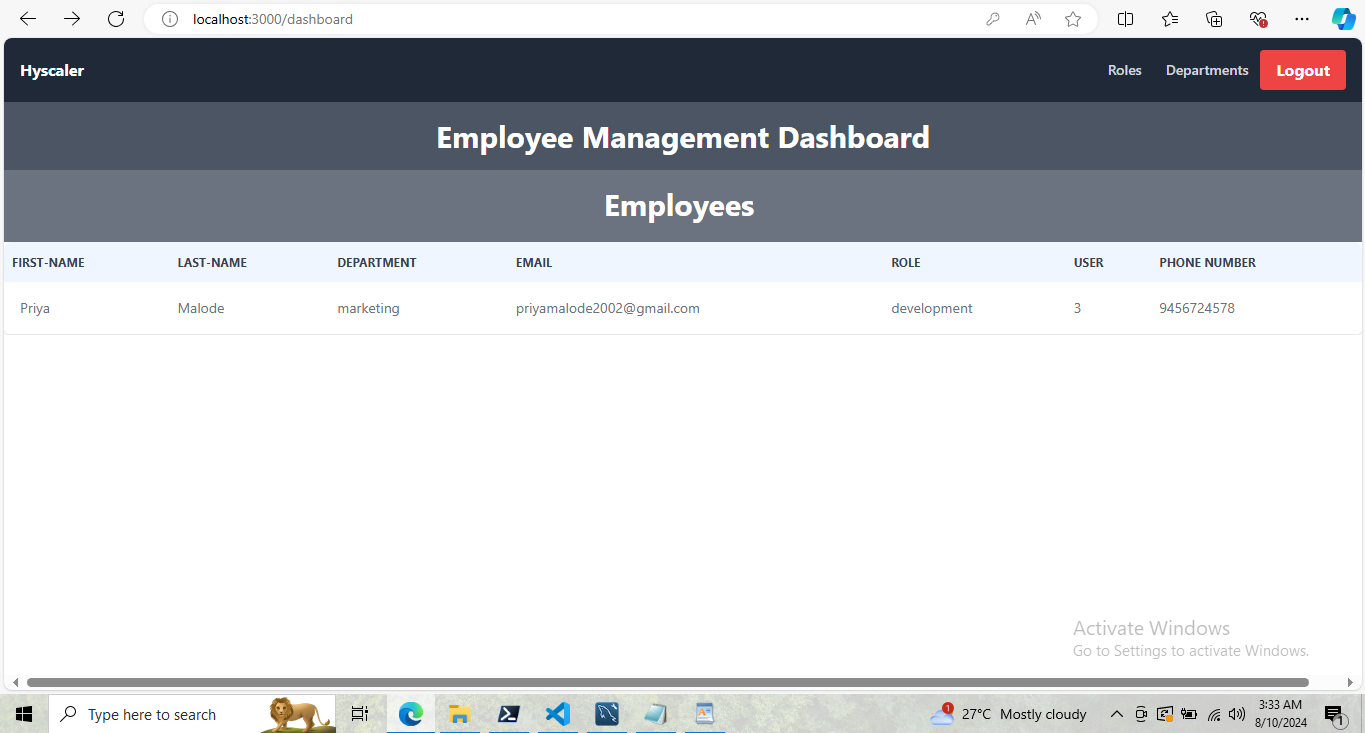 localhost:3000/dashboard
Hyscaler
Roles Departments Logout
Employee Management Dashboard
Employees
FIRST-NAME LAST-NAME DEPARTMENT EMAIL ROLE USER PHONE NUMBER
Priya Malode marketing priyamalode2002@gmail.com development 3 9456724578
Activate Windows
Go to Settings to activate Windows.
Type here to search
1
27°C Mostly cloudy
3:33 AM
8/10/2024
1